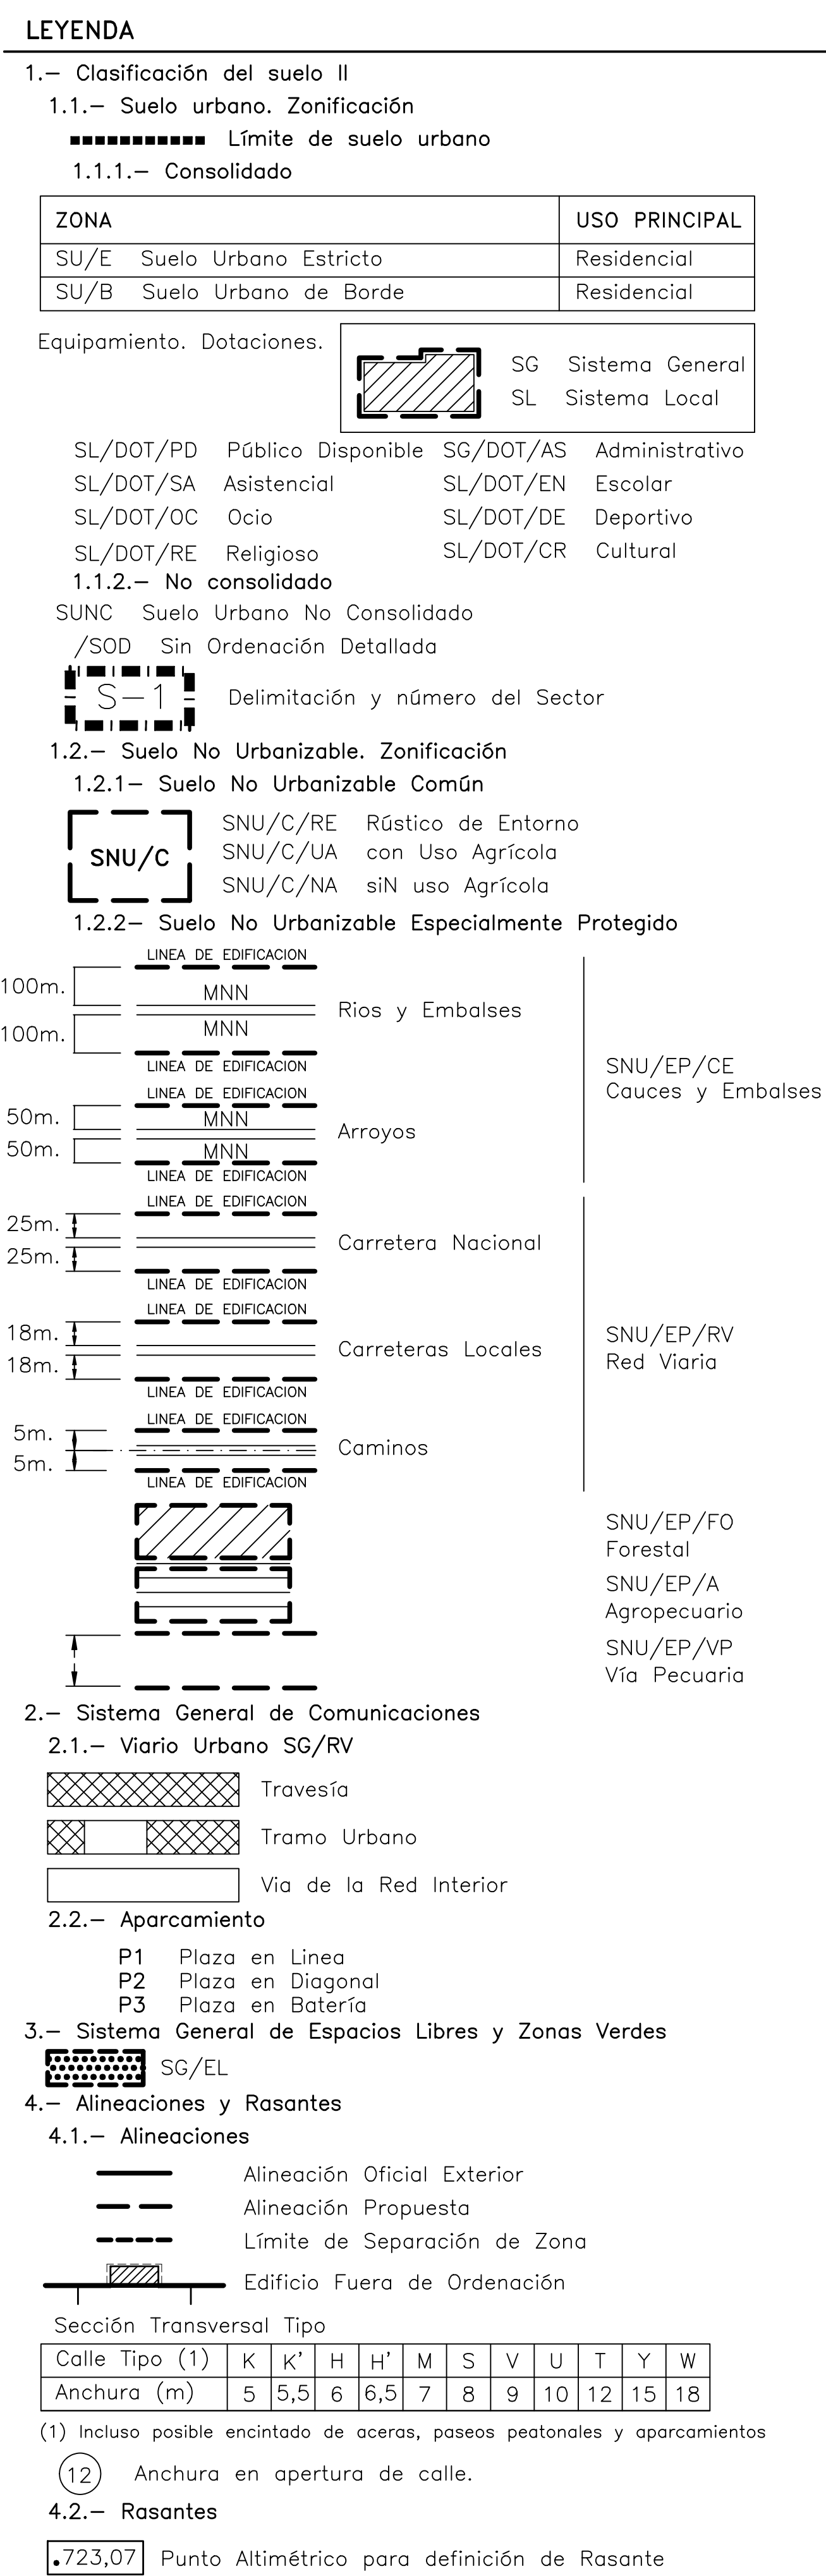 LEYENDA
1.- Clasificación del suelo II
1.1.- Suelo urbano. Zonificación
Límite de suelo urbano
1.1.1.- Consolidado
ZONA USO PRINCIPAL
SU/E Suelo Urbano Estricto Residencial
SU/B Suelo Urbano de Borde Residencial
Equipamiento. Dotaciones.
SG Sistema General
SL Sistema Local
SL/DOT/PD Público Disponible SG/DOT/AS Administrativo
SL/DOT/SA Asistencial SL/DOT/EN Escolar
SL/DOT/OC Ocio SL/DOT/DE Deportivo
SL/DOT/RE Religioso SL/DOT/CR Cultural
1.1.2.- No consolidado
SUNC Suelo Urbano No Consolidado
/SOD Sin Ordenación Detallada
S-1 Delimitación y número del Sector
1.2.- Suelo No Urbanizable. Zonificación
1.2.1- Suelo No Urbanizable Común
SNU/C
SNU/C/RE Rústico de Entorno
SNU/C/UA con Uso Agrícola
SNU/C/NA siN uso Agrícola
1.2.2- Suelo No Urbanizable Especialmente Protegido
LINEA DE EDIFICACION
100m. MNN
Rios y Embalses
100m. MNN
LINEA DE EDIFICACION
SNU/EP/CE
Cauces y Embalses
LINEA DE EDIFICACION
50m. MNN
Arroyos
50m. MNN
LINEA DE EDIFICACION
LINEA DE EDIFICACION
25m.
Carretera Nacional
25m.
LINEA DE EDIFICACION
LINEA DE EDIFICACION
18m.
Carreteras Locales
18m.
SNU/EP/RV
Red Viaria
LINEA DE EDIFICACION
LINEA DE EDIFICACION
5m.
Caminos
5m.
LINEA DE EDIFICACION
SNU/EP/FO
Forestal
SNU/EP/A
Agropecuario
SNU/EP/VP
Vía Pecuaria
2.- Sistema General de Comunicaciones
2.1.- Viario Urbano SG/RV
Travesía
Tramo Urbano
Via de la Red Interior
2.2.- Aparcamiento
P1 Plaza en Linea
P2 Plaza en Diagonal
P3 Plaza en Batería
3.- Sistema General de Espacios Libres y Zonas Verdes
SG/EL
4.- Alineaciones y Rasantes
4.1.- Alineaciones
Alineación Oficial Exterior
Alineación Propuesta
Límite de Separación de Zona
Edificio Fuera de Ordenación
Sección Transversal Tipo
Calle Tipo (1) K K' H H' M S V U T Y W
Anchura (m) 5 5,5 6 6,5 7 8 9 10 12 15 18
(1) Incluso posible encintado de aceras, paseos peatonales y aparcamientos
12 Anchura en apertura de calle.
4.2.- Rasantes
.723,07 Punto Altimétrico para definición de Rasante